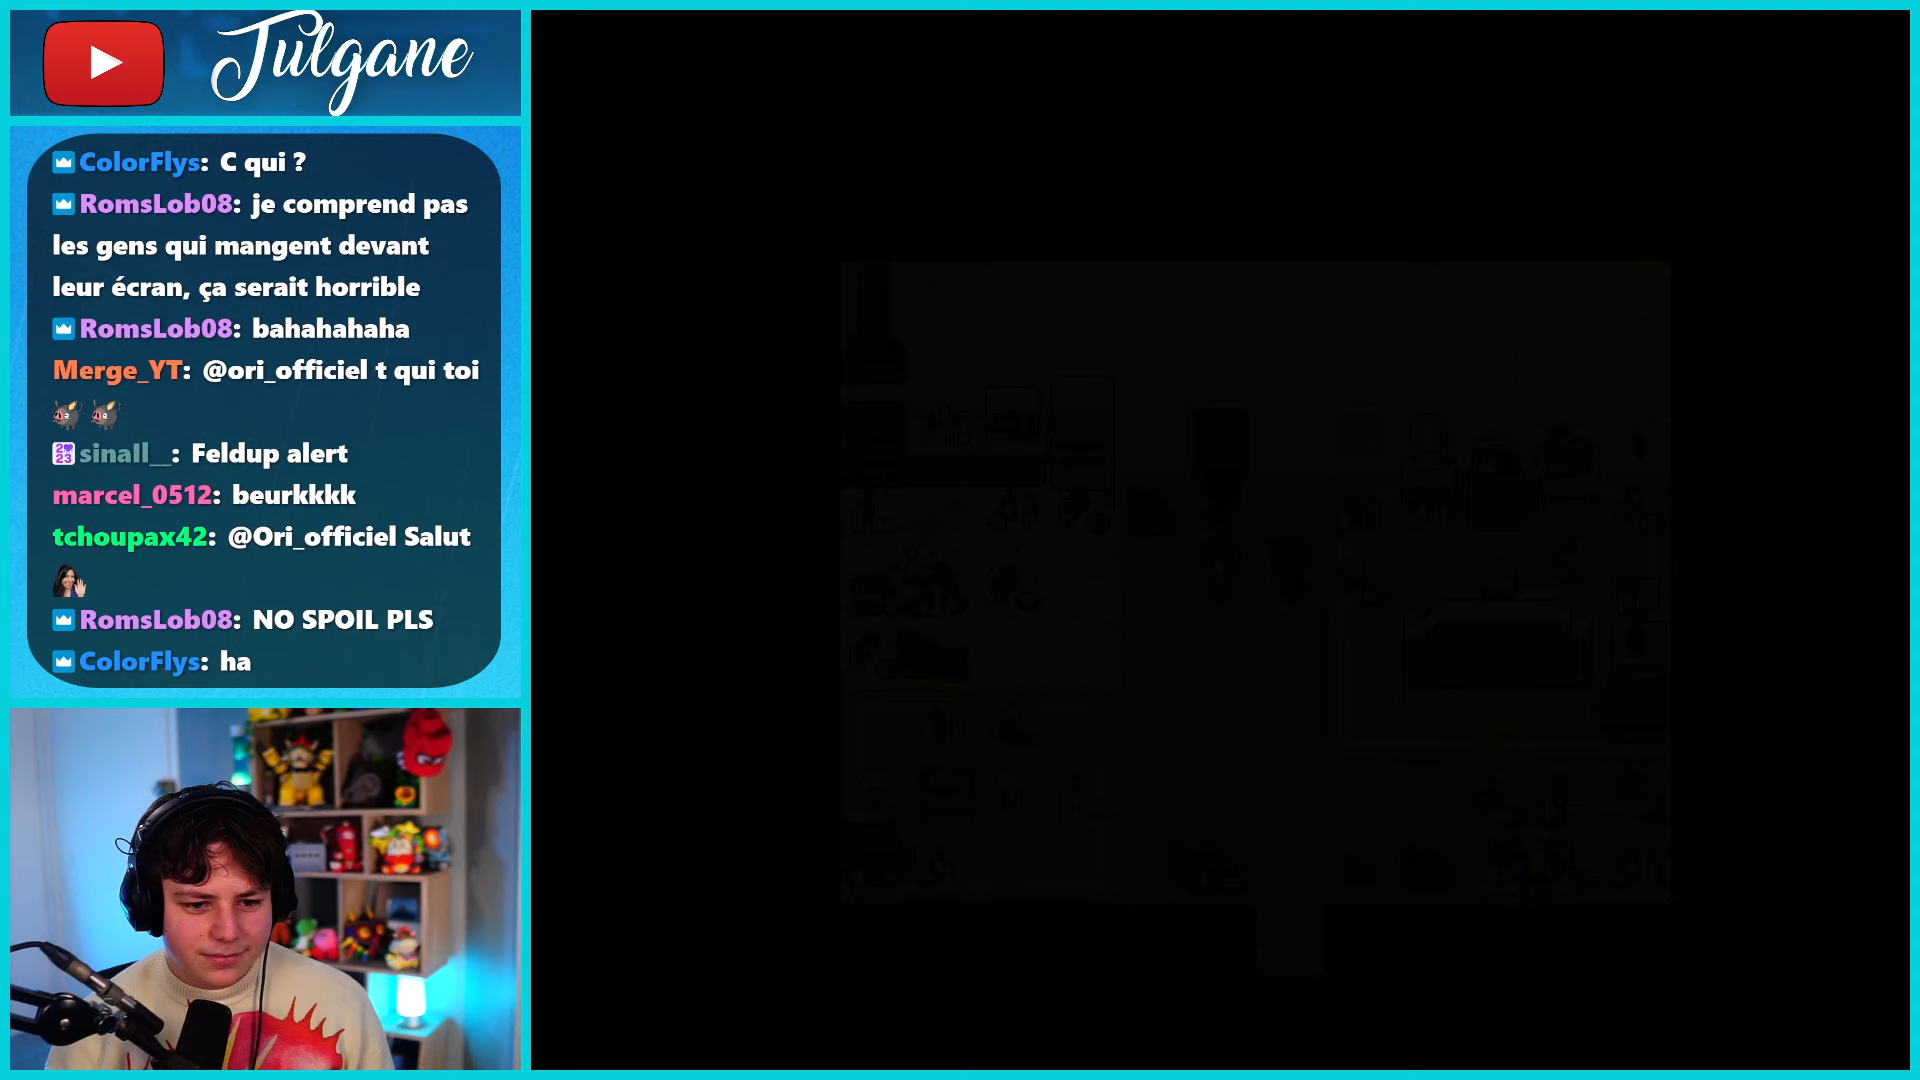 Julgane
ColorFlys: C qui ?
RomsLob08: je comprend pas
les gens qui mangent devant
leur écran, ça serait horrible
RomsLob08: bahahahaha
Merge_YT: @ori_officiel t qui toi
sinall__: Feldup alert
marcel_0512: beurkkkk
tchoupax42: @Ori_officiel Salut
RomsLob08: NO SPOIL PLS
ColorFlys: ha